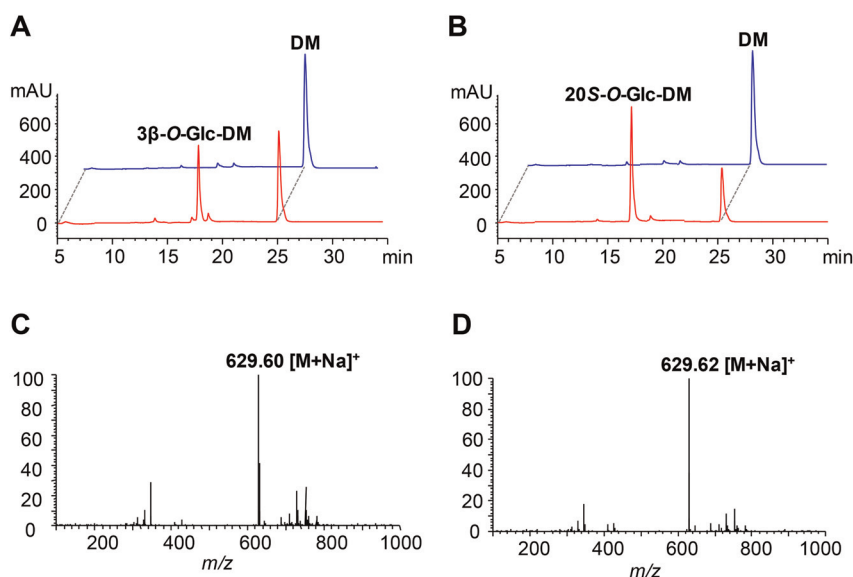 A
DM
mAU
3β-O-Glc-DM
600
400
200
0
5 10 15 20 25 30 min
B
DM
mAU
20S-O-Glc-DM
600
400
200
0
5 10 15 20 25 30 min
C
629.60 [M+Na]⁺
100
80
60
40
20
0
200 400 600 800 1000
m/z
D
629.62 [M+Na]⁺
100
80
60
40
20
0
200 400 600 800 1000
m/z